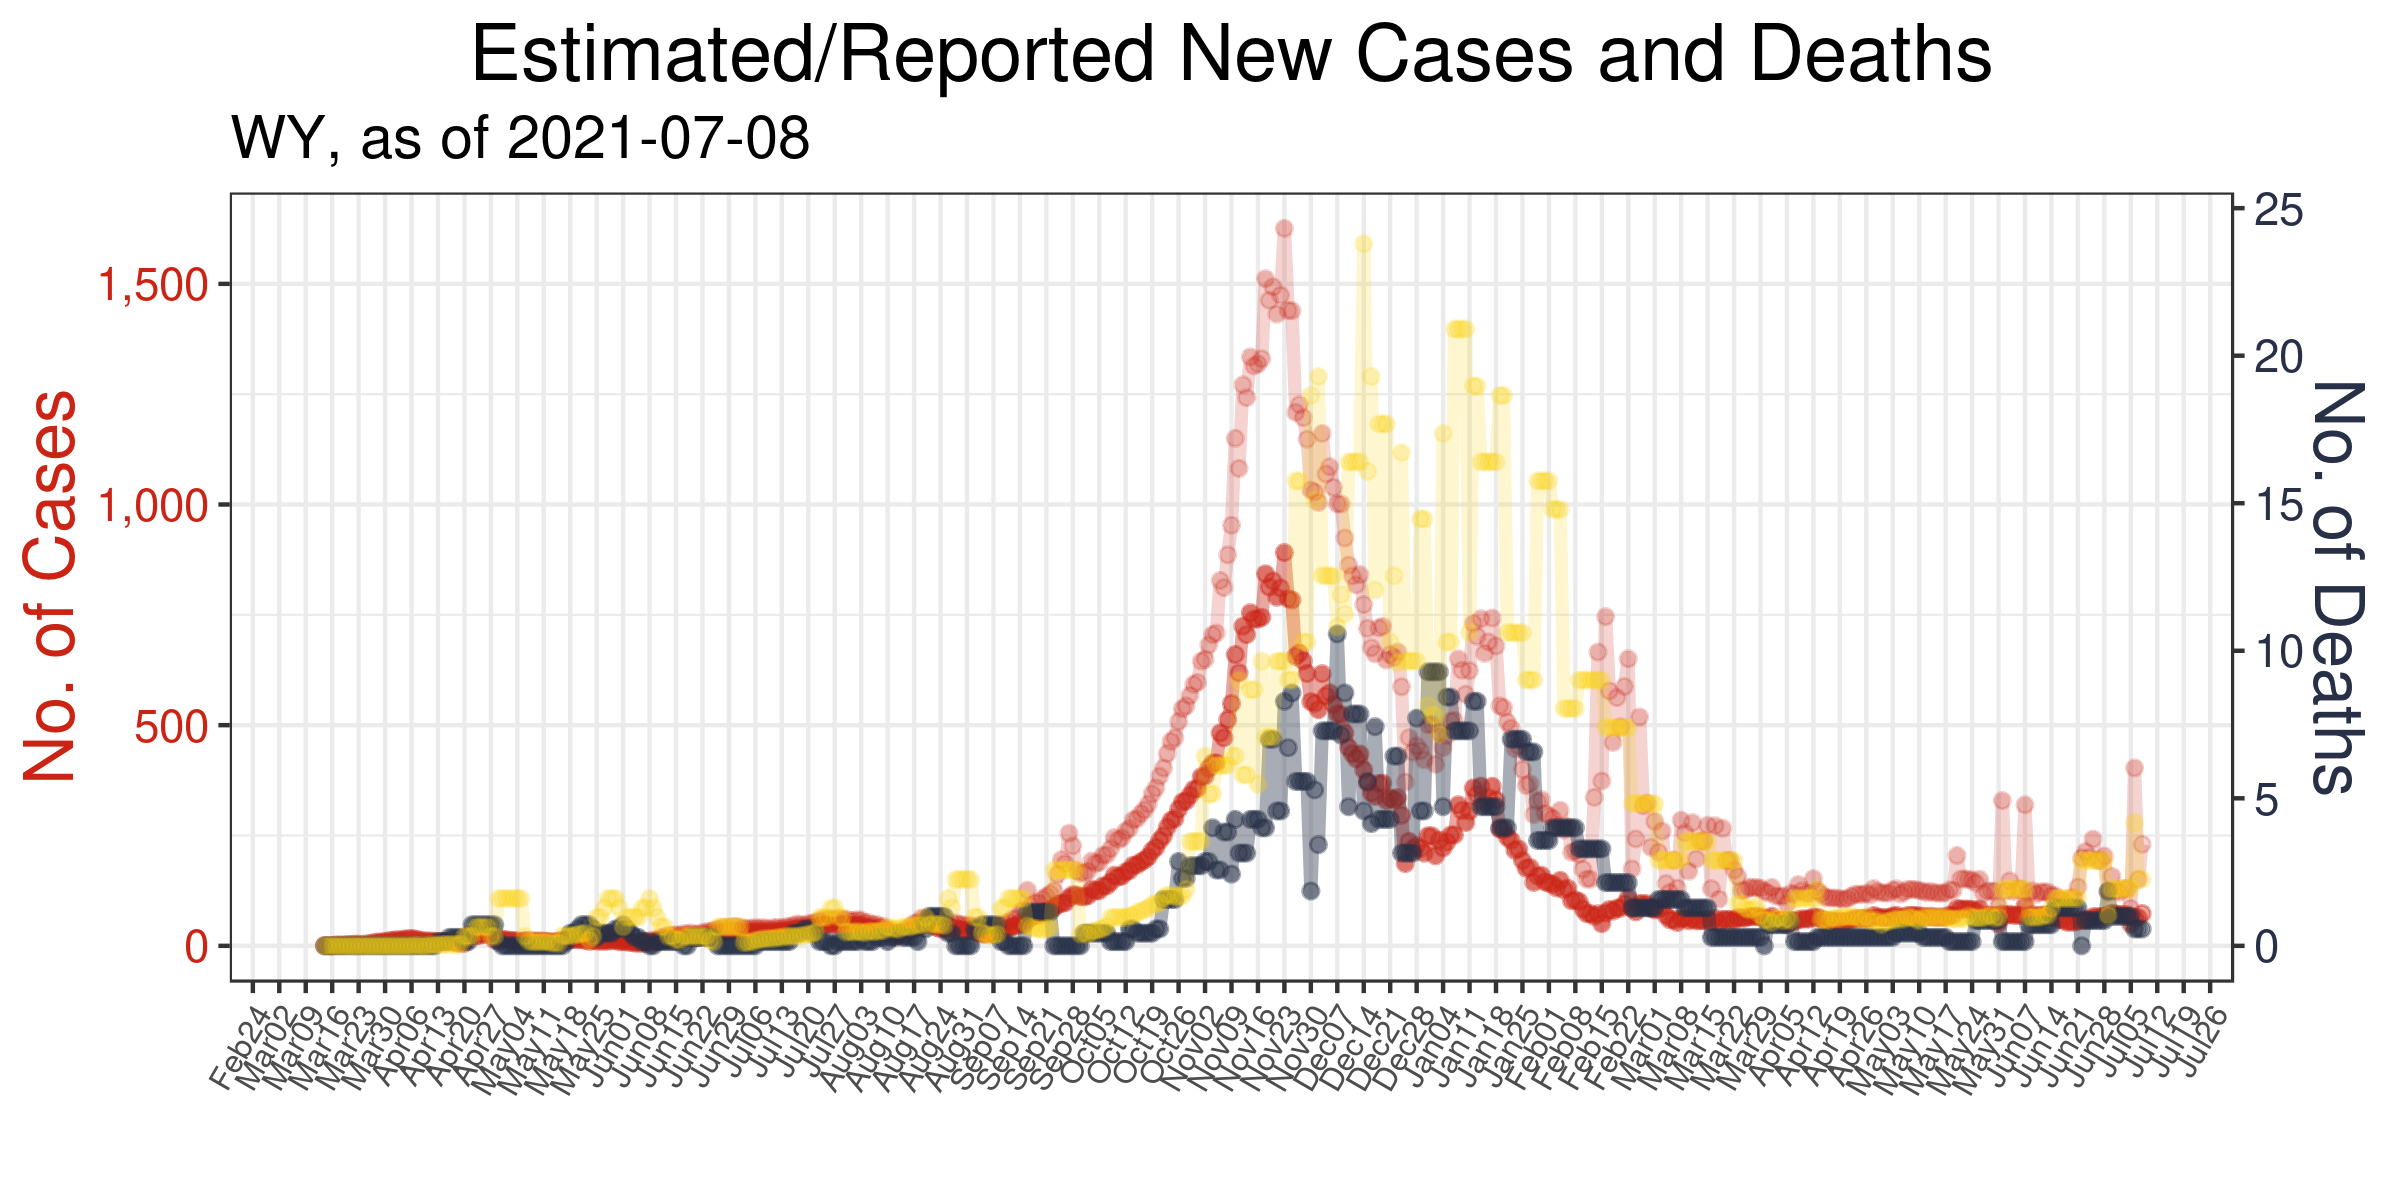 Estimated/Reported New Cases and Deaths
WY, as of 2021-07-08
No. of Cases
1,500
1,000
500
0
25
20
15
10
5
0
No. of Deaths
Feb24
Mar02
Mar09
Mar16
Mar23
Mar30
Apr06
Apr13
Apr20
Apr27
May04
May11
May18
May25
Jun01
Jun08
Jun15
Jun22
Jun29
Jul06
Jul13
Jul20
Jul27
Aug03
Aug10
Aug17
Aug24
Aug31
Sep07
Sep14
Sep21
Sep28
Oct05
Oct12
Oct19
Oct26
Nov02
Nov09
Nov16
Nov23
Nov30
Dec07
Dec14
Dec21
Dec28
Jan04
Jan11
Jan18
Jan25
Feb01
Feb08
Feb15
Feb22
Mar01
Mar08
Mar15
Mar22
Mar29
Apr05
Apr12
Apr19
Apr26
May03
May10
May17
May24
May31
Jun07
Jun14
Jun21
Jun28
Jul05
Jul12
Jul19
Jul26